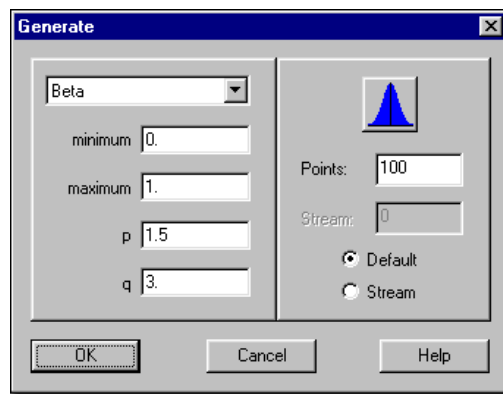 Generate
Beta
minimum 0.
maximum 1.
p 1.5
q 3.
Points: 100
Stream: 0
Default
Stream
OK Cancel Help